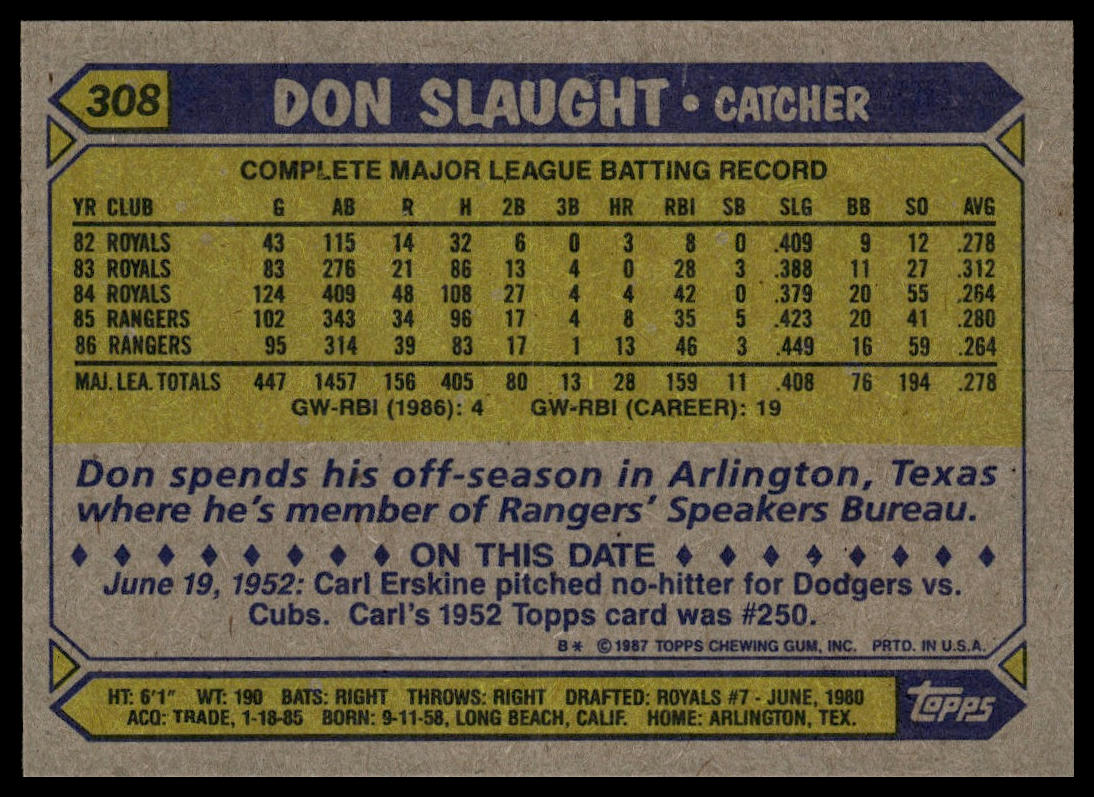 308 DON SLAUGHT • CATCHER
COMPLETE MAJOR LEAGUE BATTING RECORD
YR CLUB G AB R H 2B 3B HR RBI SB SLG BB SO AVG
82 ROYALS 43 115 14 32 6 0 3 8 0 .409 9 12 .278
83 ROYALS 83 276 21 86 13 4 0 28 3 .388 11 27 .312
84 ROYALS 124 409 48 108 27 4 4 42 0 .379 20 55 .264
85 RANGERS 102 343 34 96 17 4 8 35 5 .423 20 41 .280
86 RANGERS 95 314 39 83 17 1 13 46 3 .449 16 59 .264
MAJ. LEA. TOTALS 447 1457 156 405 80 13 28 159 11 .408 76 194 .278
GW-RBI (1986): 4 GW-RBI (CAREER): 19
Don spends his off-season in Arlington, Texas
where he's member of Rangers' Speakers Bureau.
ON THIS DATE
June 19, 1952: Carl Erskine pitched no-hitter for Dodgers vs.
Cubs. Carl's 1952 Topps card was #250.
B* ©1987 TOPPS CHEWING GUM, INC. PRTD. IN U.S.A.
HT: 6'1" WT: 190 BATS: RIGHT THROWS: RIGHT DRAFTED: ROYALS #7 - JUNE, 1980
ACQ: TRADE, 1-18-85 BORN: 9-11-58, LONG BEACH, CALIF. HOME: ARLINGTON, TEX.
topps